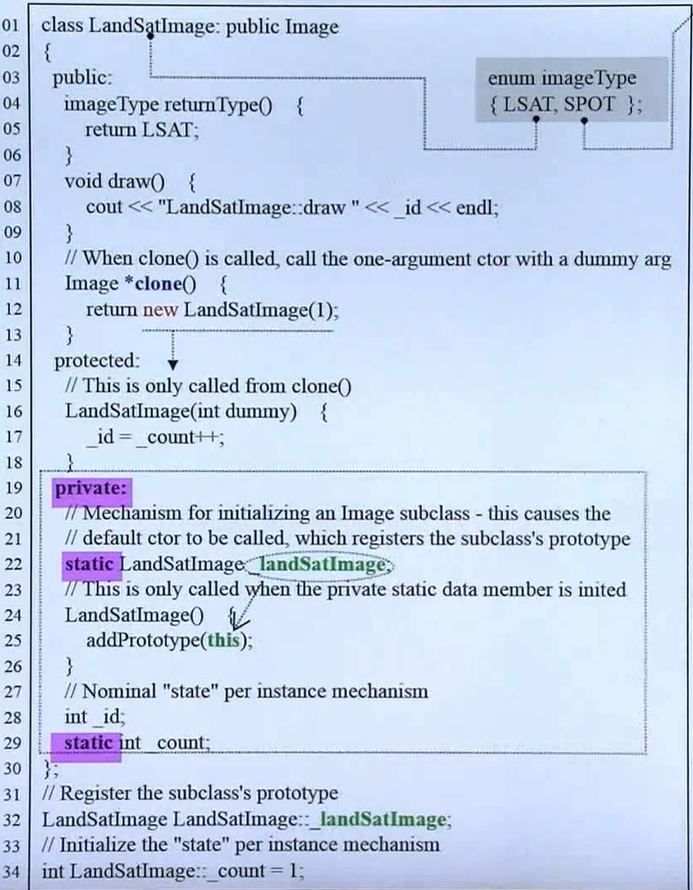 01 class LandSatImage: public Image
02 {
03 public:
enum imageType
04 imageType returnType() {
{ LSAT, SPOT };
05 return LSAT;
06 }
07 void draw() {
08 cout << "LandSatImage::draw " << _id << endl;
09 }
10 // When clone() is called, call the one-argument ctor with a dummy arg
11 Image *clone() {
12 return new LandSatImage(1);
13 }
14 protected:
15 // This is only called from clone()
16 LandSatImage(int dummy) {
17 _id = _count++;
18 }
19 private:
20 // Mechanism for initializing an Image subclass - this causes the
21 // default ctor to be called, which registers the subclass's prototype
22 static LandSatImage _landSatImage;
23 // This is only called when the private static data member is inited
24 LandSatImage() {
25 addPrototype(this);
26 }
27 // Nominal "state" per instance mechanism
28 int _id;
29 static int _count;
30 };
31 // Register the subclass's prototype
32 LandSatImage LandSatImage::_landSatImage;
33 // Initialize the "state" per instance mechanism
34 int LandSatImage::_count = 1;